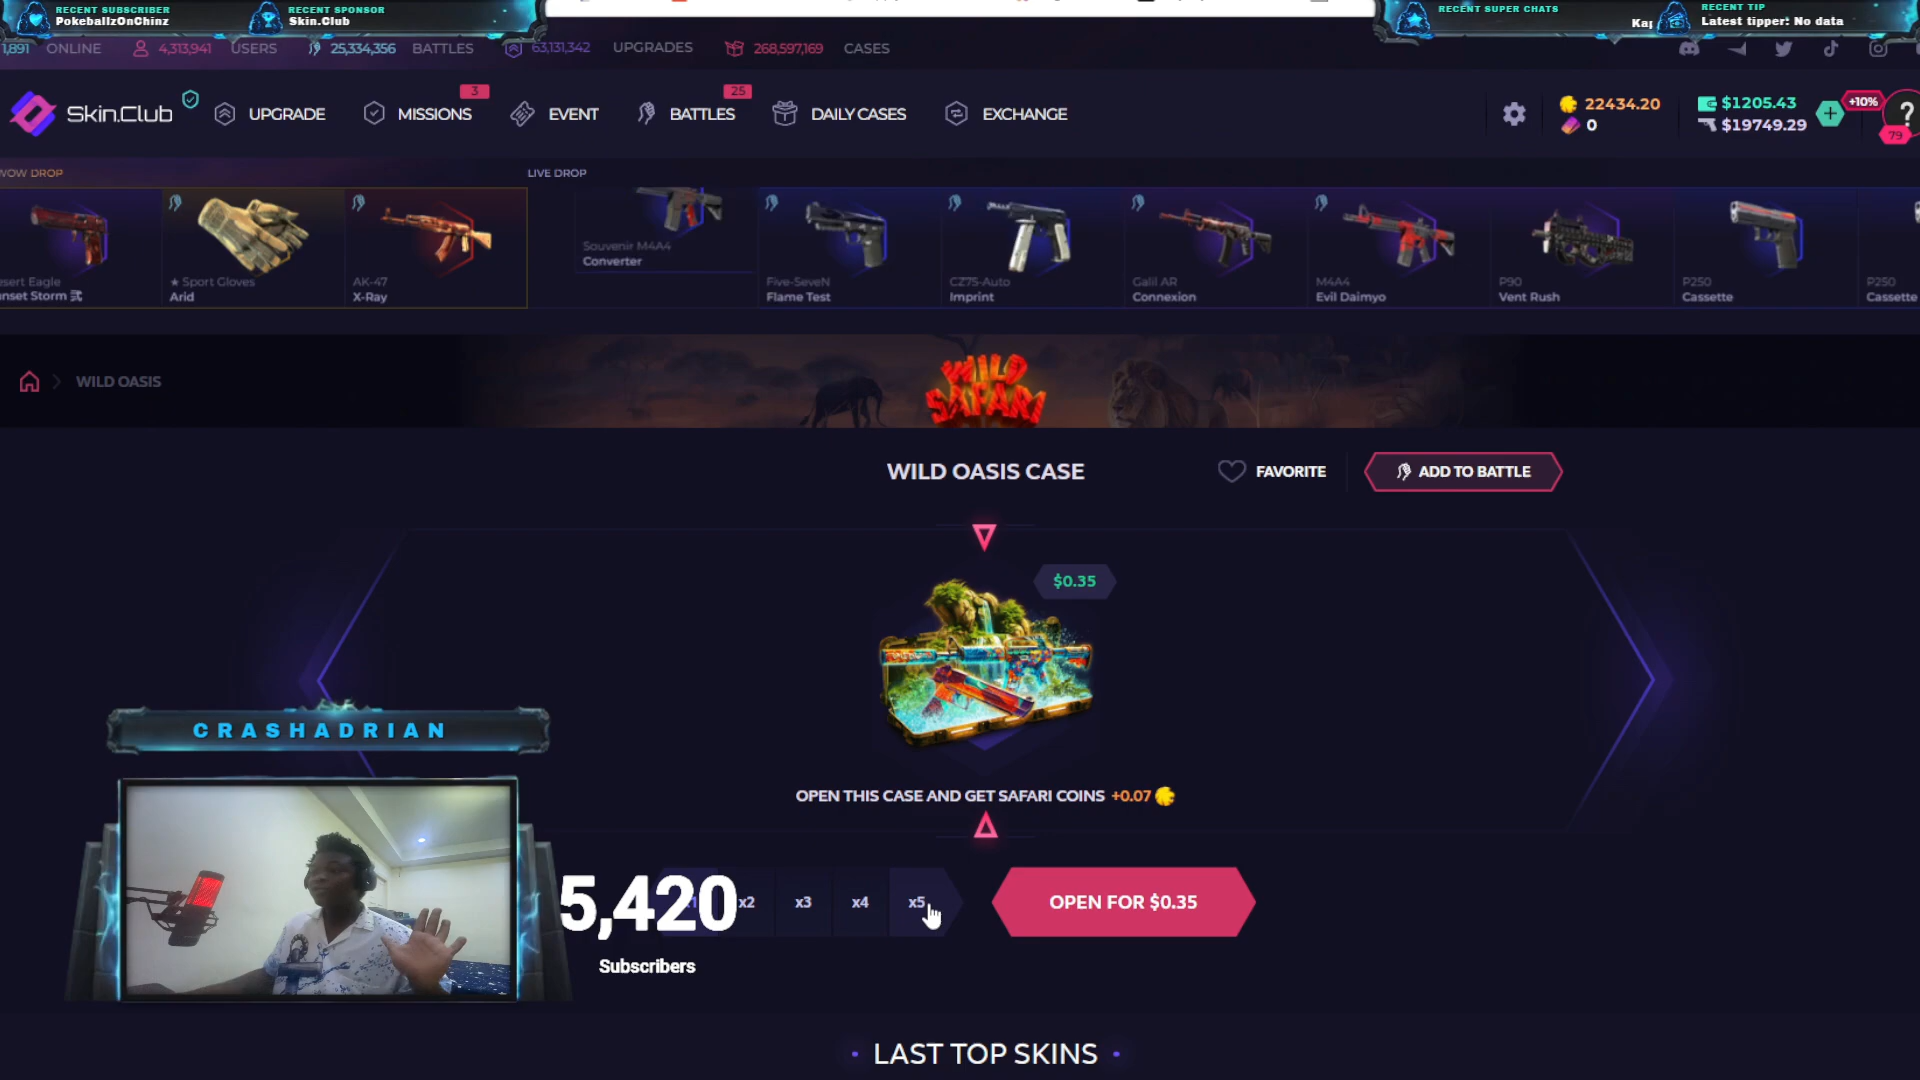 RECENT SUBSCRIBER
PokeballzOnChinz
RECENT SPONSOR
Skin.Club
RECENT SUPER CHATS
RECENT TIP
Latest tipper: No data
1,891 ONLINE
4,313,941 USERS
25,334,356 BATTLES
63,131,342 UPGRADES
268,597,169 CASES
Skin.Club
UPGRADE
MISSIONS
3
EVENT
BATTLES
25
DAILY CASES
EXCHANGE
22434.20
0
$1205.43
$19749.29
+10%
?
79
WOW DROP
LIVE DROP
esert Eagle
unset Storm
★ Sport Gloves
Arid
AK-47
X-Ray
Souvenir M4A4
Converter
Five-SeveN
Flame Test
CZ75-Auto
Imprint
Galil AR
Connexion
M4A4
Evil Daimyo
P90
Vent Rush
P250
Cassette
P250
Cassette
WILD OASIS
WILD
SAFARI
WILD OASIS CASE
FAVORITE
ADD TO BATTLE
$0.35
OPEN THIS CASE AND GET SAFARI COINS +0.07
CRASHADRIAN
5,420
Subscribers
x2
x3
x4
x5
OPEN FOR $0.35
• LAST TOP SKINS •